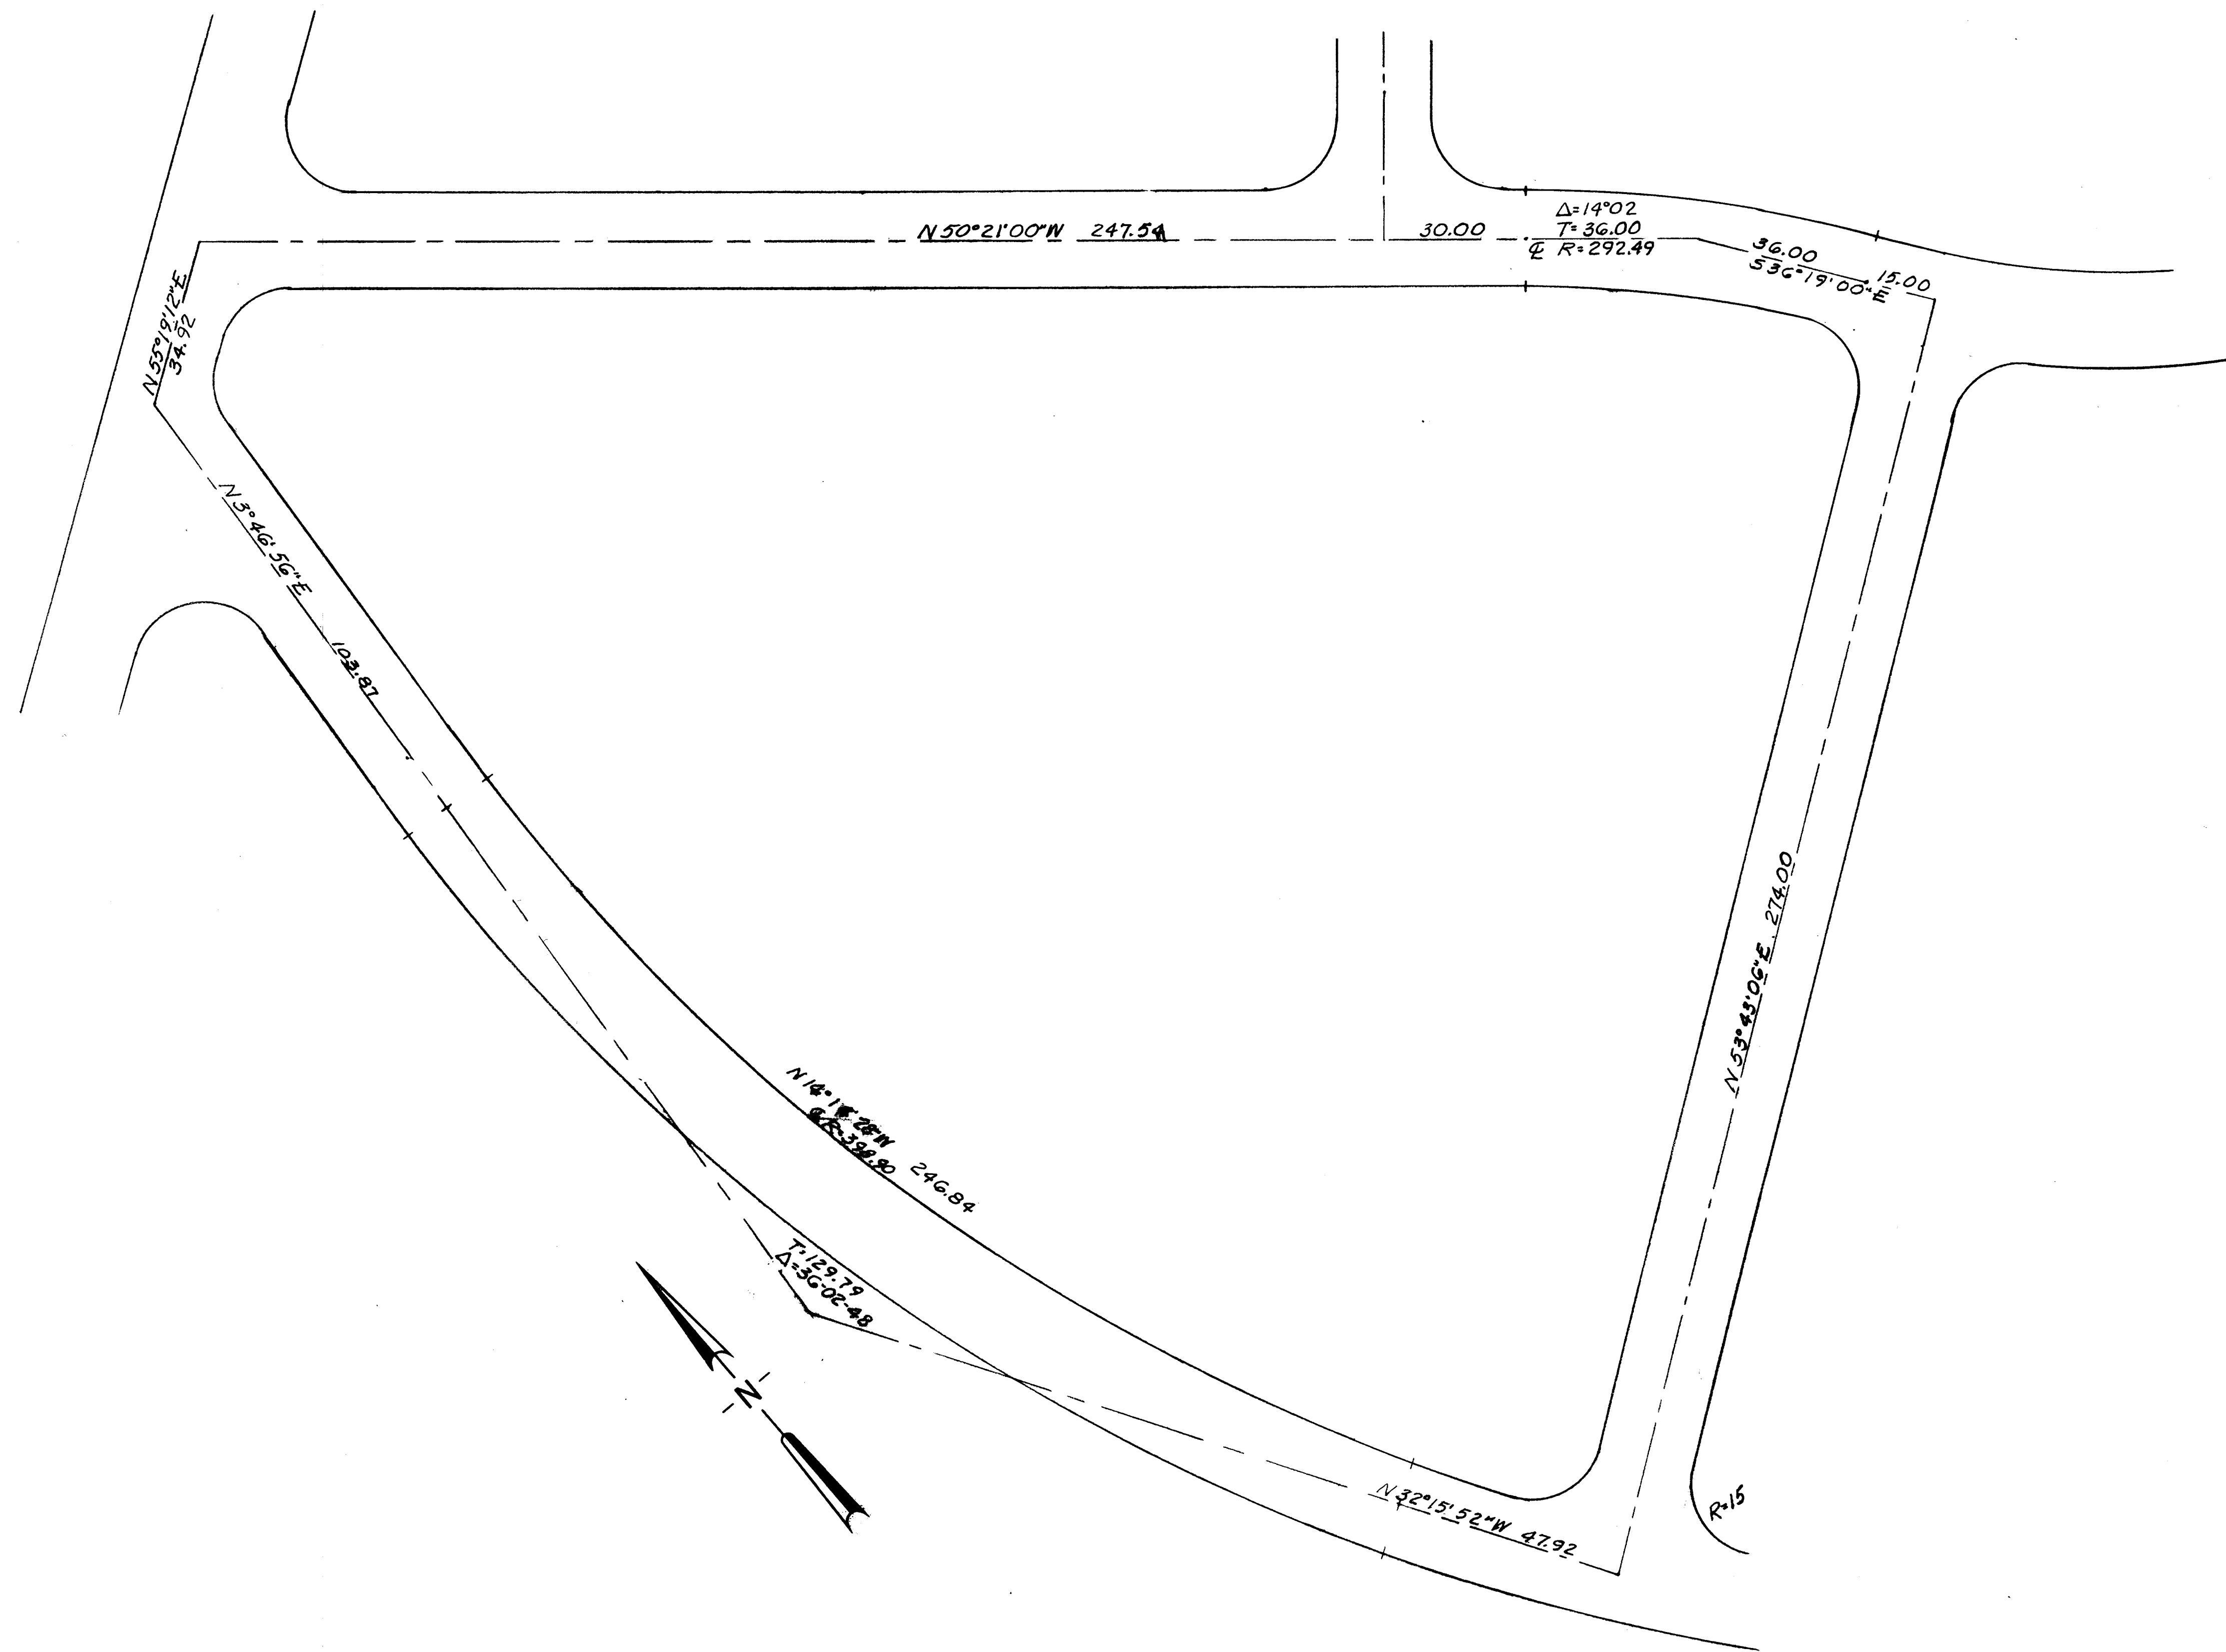 N 50°21'00"W 247.54
30.00
Δ=14°02
T=36.00
℄ R=292.49
36.00
S36°19'00"E
15.00
N55°19'12"E
34.92
N3°46'56"E 103.87
N53°43'06"E 274.00
246.84
T=129.79
Δ=36-02-48
N
N32°15'52"W 47.92
R=15